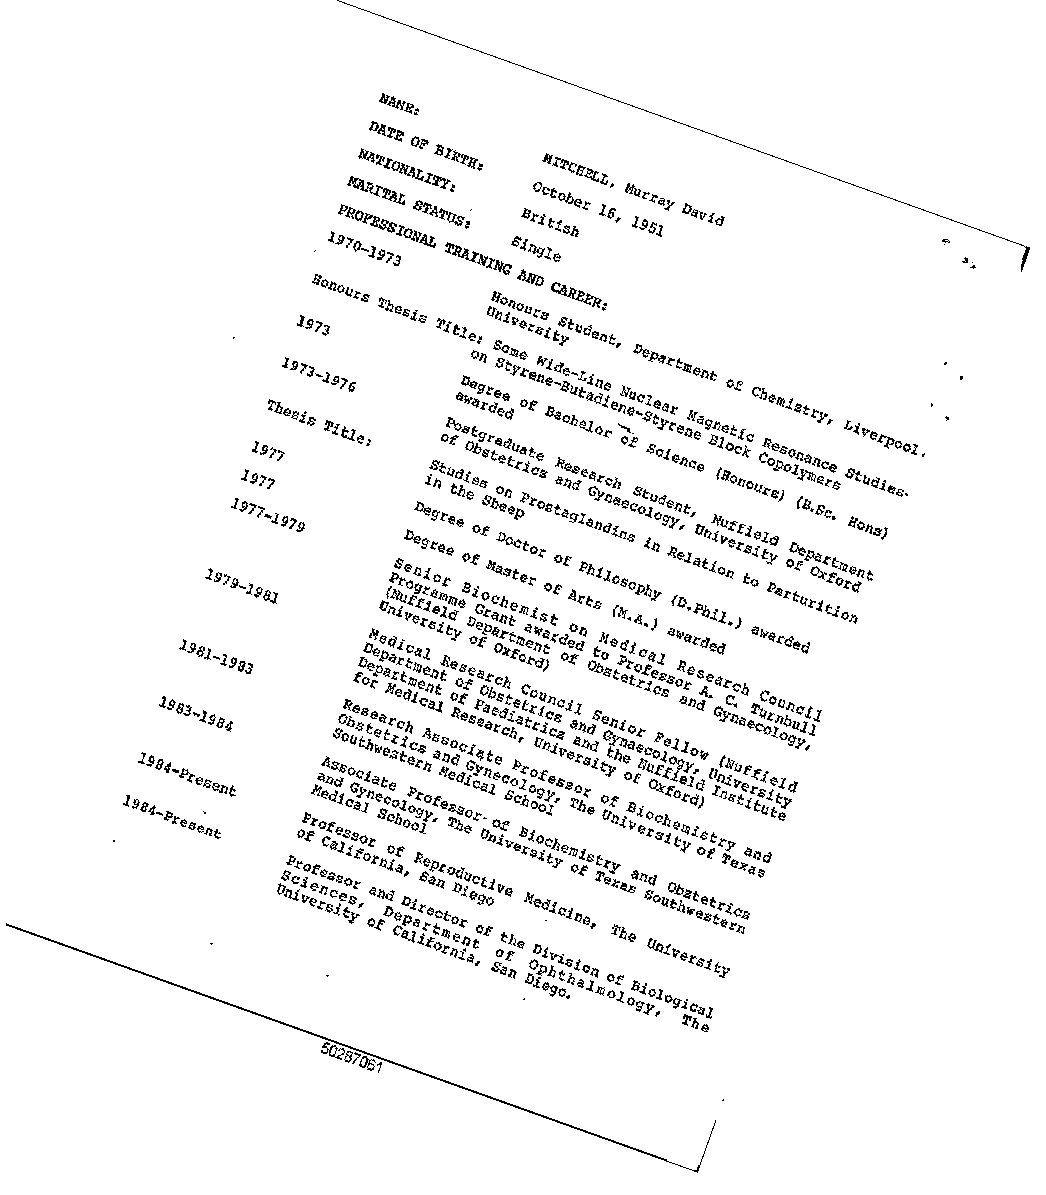 NAME: MITCHELL, Murray David
DATE OF BIRTH: October 16, 1951
NATIONALITY: British
MARITAL STATUS: Single
PROFESSIONAL TRAINING AND CAREER:
1970-1973 Honours Student, Department of Chemistry, Liverpool.
University
Honours Thesis Title: Some Wide-Line Nuclear Magnetic Resonance Studies
on Styrene-Butadiene-Styrene Block Copolymers
1973 Degree of Bachelor of Science (Honours) (B.Sc. Hons)
awarded
1973-1976 Postgraduate Research Student, Nuffield Department
of Obstetrics and Gynaecology, University of Oxford
Thesis Title: Studies on Prostaglandins in Relation to Parturition
in the Sheep
1977 Degree of Doctor of Philosophy (D.Phil.) awarded
1977 Degree of Master of Arts (M.A.) awarded
1977-1979 Senior Biochemist on Medical Research Council
Programme Grant awarded to Professor A. C. Turnbull
(Nuffield Department of Obstetrics and Gynaecology,
University of Oxford)
1979-1981 Medical Research Council Senior Fellow (Nuffield
Department of Obstetrics and Gynaecology, University
Department of Paediatrics and the Nuffield Institute
for Medical Research, University of Oxford)
1981-1983 Research Associate Professor of Biochemistry and
Obstetrics and Gynecology, The University of Texas
Southwestern Medical School
1983-1984 Associate Professor of Biochemistry and Obstetrics
and Gynecology, The University of Texas Southwestern
Medical School
1984-Present Professor of Reproductive Medicine, The University
of California, San Diego
1984-Present Professor and Director of the Division of Biological
Sciences, Department of Ophthalmology, The
University of California, San Diego.
50287061